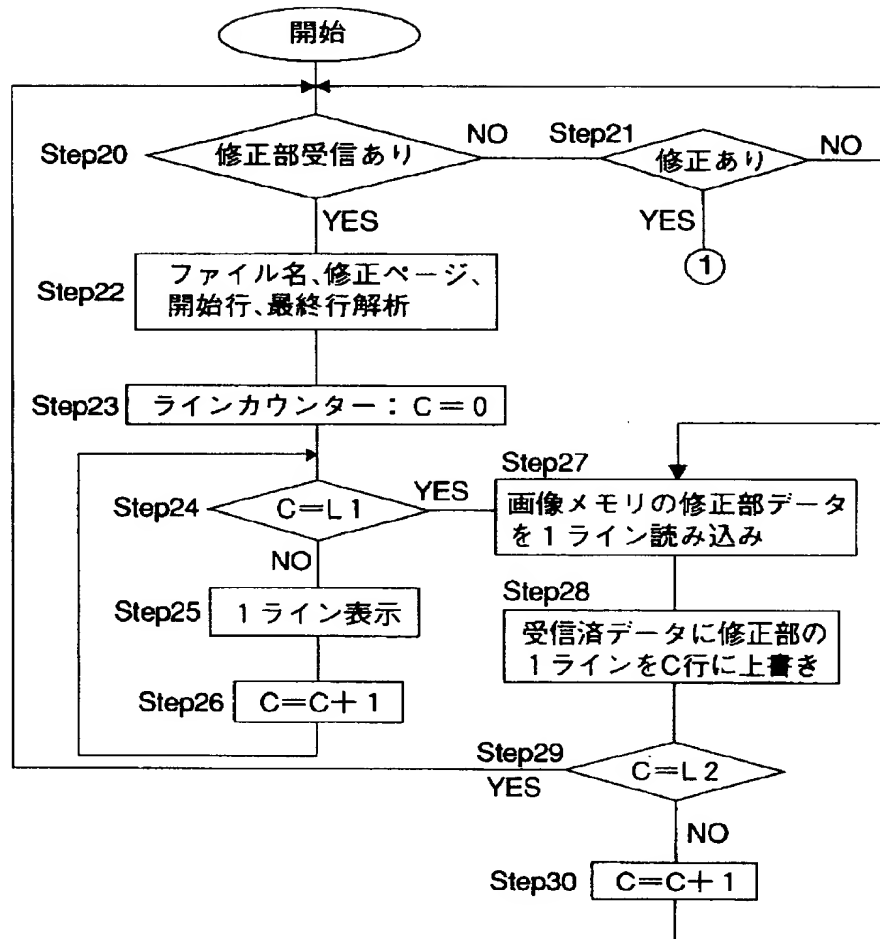 開始
Step20
修正部受信あり
NO
Step21
修正あり
NO
YES
YES
1
Step22
ファイル名、修正ページ、
開始行、最終行解析
Step23
ラインカウンター：C＝0
Step24
C＝L1
YES
Step27
画像メモリの修正部データ
を1ライン読み込み
NO
Step25
1ライン表示
Step28
受信済データに修正部の
1ラインをC行に上書き
Step26
C＝C＋1
Step29
YES
C＝L2
NO
Step30
C＝C＋1